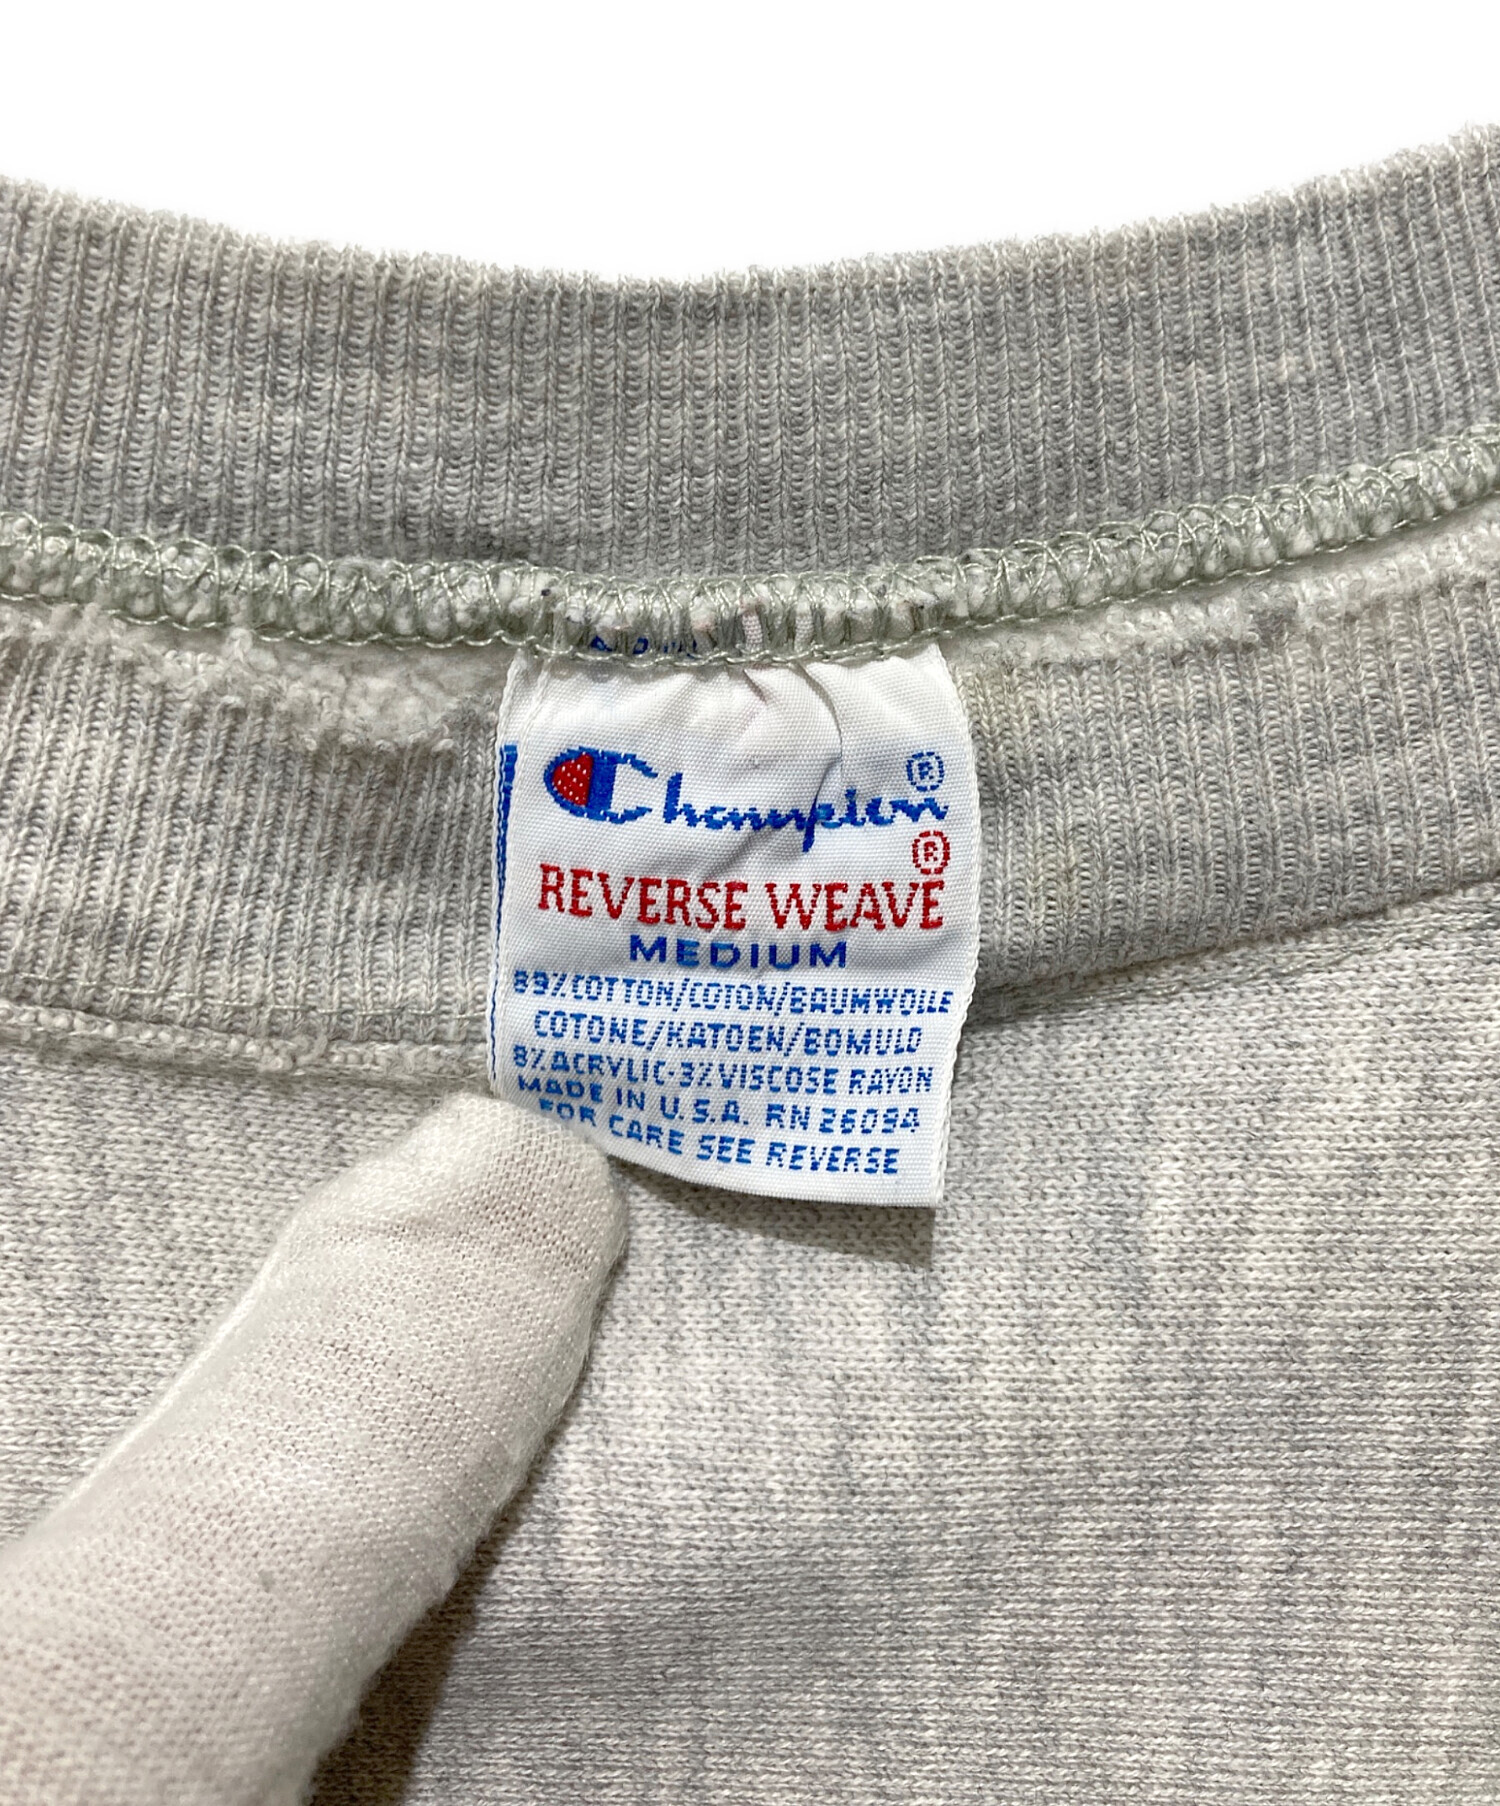 Champion®
REVERSE WEAVE®
MEDIUM
89% COTTON/COTON/BAUMWOLLE
COTONE/KATOEN/BOMULD
8% ACRYLIC-3% VISCOSE RAYON
MADE IN U.S.A. RN 26094
FOR CARE SEE REVERSE